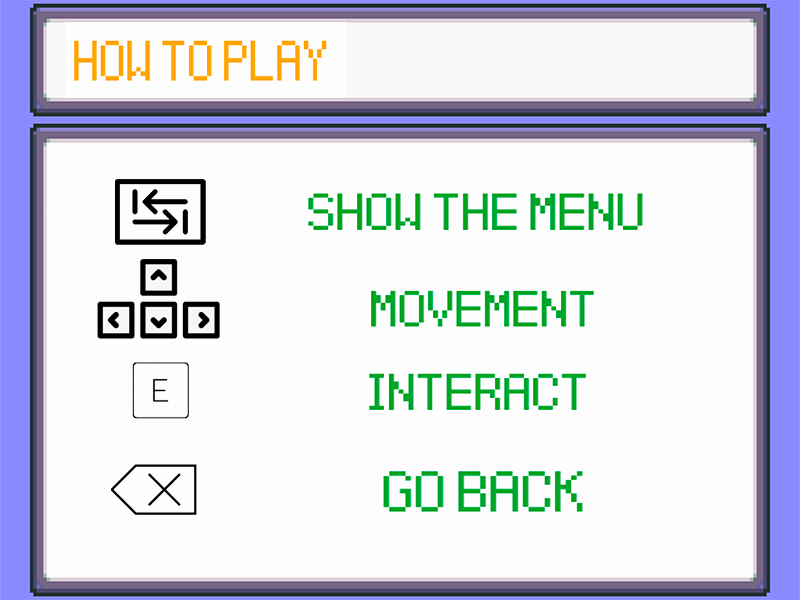 HOW TO PLAY
SHOW THE MENU
MOVEMENT
E
INTERACT
GO BACK